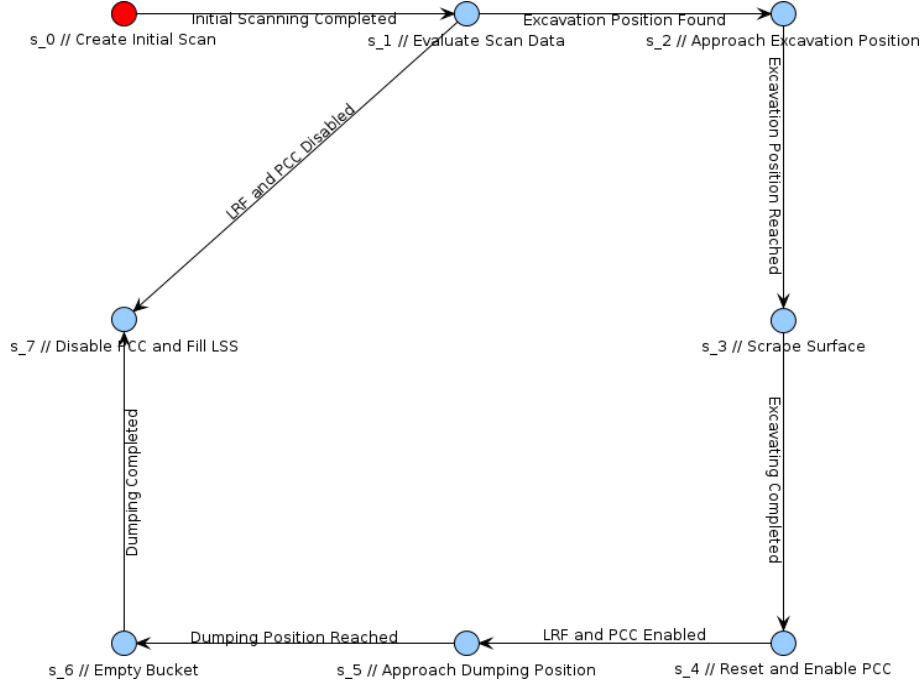 Initial Scanning Completed
Excavation Position Found
s_0 // Create Initial Scan
s_1 // Evaluate Scan Data
s_2 // Approach Excavation Position
LRF and PCC Disabled
Excavation Position Reached
s_7 // Disable PCC and Fill LSS
s_3 // Scrape Surface
Dumping Completed
Excavating Completed
Dumping Position Reached
LRF and PCC Enabled
s_6 // Empty Bucket
s_5 // Approach Dumping Position
s_4 // Reset and Enable PCC